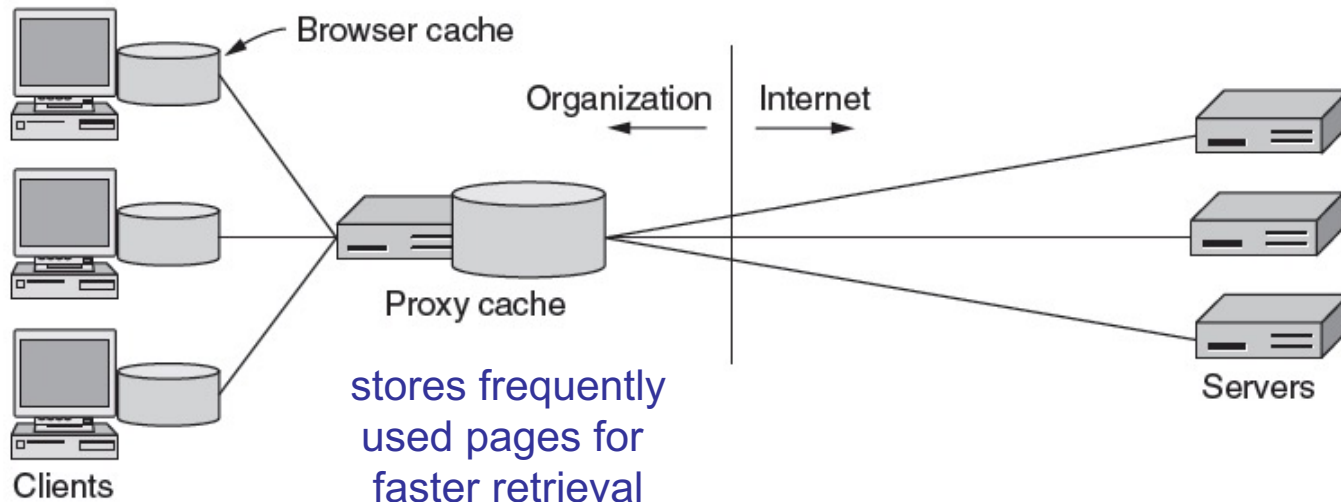 Browser cache
Organization
Internet
Proxy cache
stores frequently
used pages for
faster retrieval
Servers
Clients